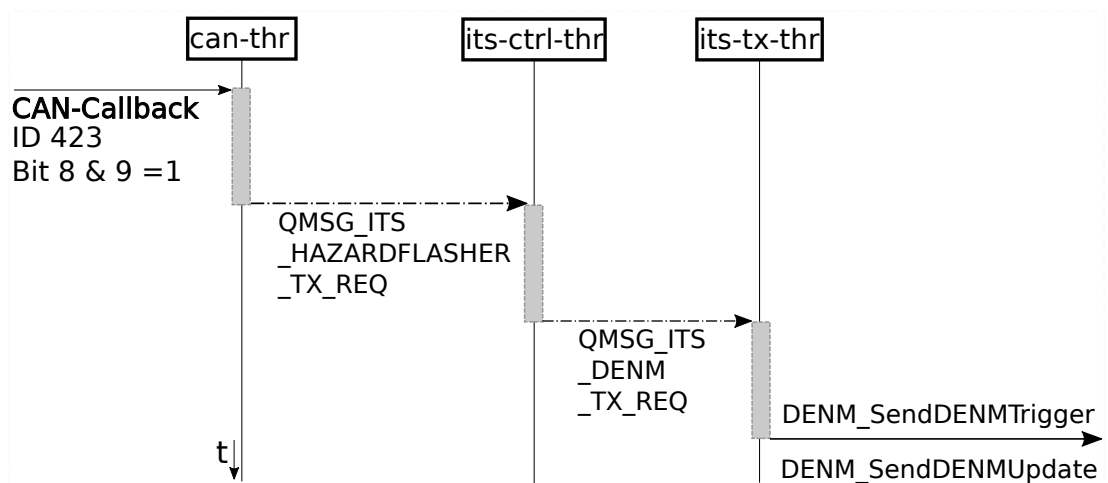 can-thr
its-ctrl-thr
its-tx-thr
CAN-Callback
ID 423
Bit 8 & 9 =1
QMSG_ITS
_HAZARDFLASHER
_TX_REQ
QMSG_ITS
_DENM
_TX_REQ
DENM_SendDENMTrigger
t
DENM_SendDENMUpdate